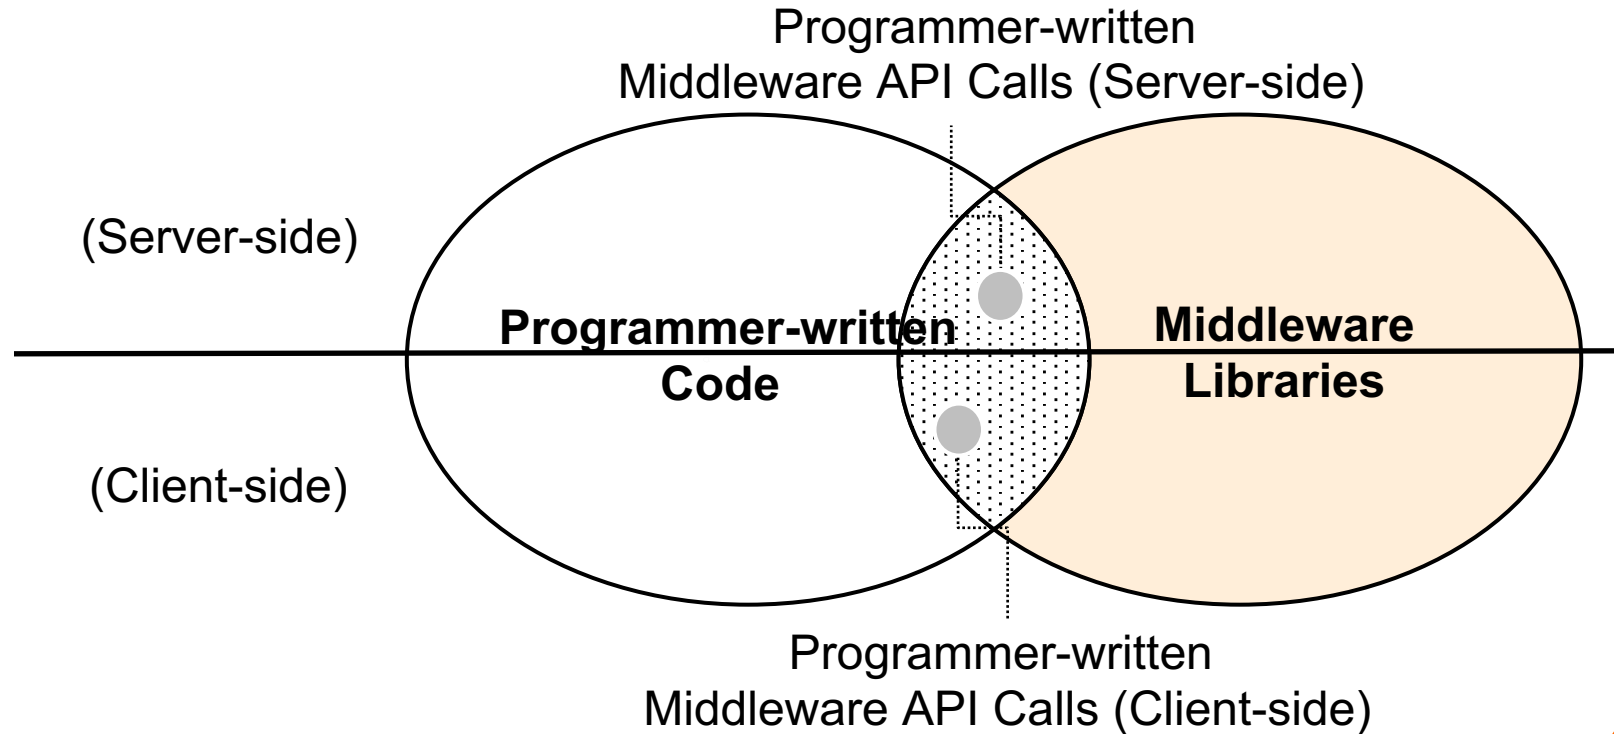 Programmer-written
Middleware API Calls (Server-side)
(Server-side)
Programmer-written
Code
Middleware
Libraries
(Client-side)
Programmer-written
Middleware API Calls (Client-side)